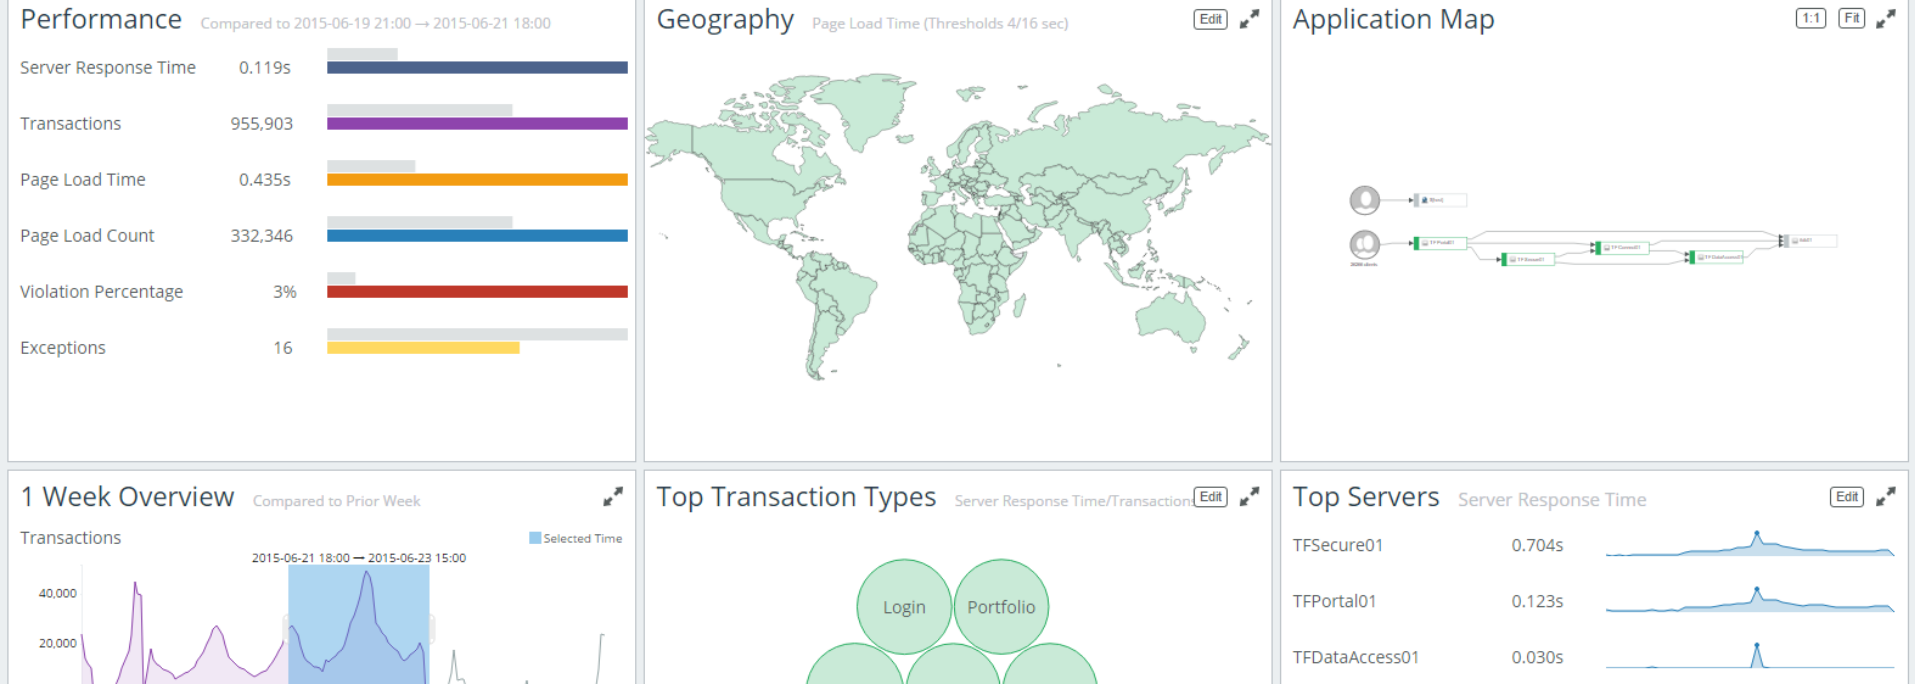 Performance Compared to 2015-06-19 21:00 → 2015-06-21 18:00
Server Response Time 0.119s
Transactions 955,903
Page Load Time 0.435s
Page Load Count 332,346
Violation Percentage 3%
Exceptions 16
Geography Page Load Time (Thresholds 4/16 sec) Edit
Application Map 1:1 Fit
TFPortal01
TFSecure01
1 Week Overview Compared to Prior Week
Transactions Selected Time
2015-06-21 18:00 → 2015-06-23 15:00
40,000
20,000
Top Transaction Types Server Response Time/Transactions Edit
Login Portfolio
Top Servers Server Response Time Edit
TFSecure01 0.704s
TFPortal01 0.123s
TFDataAccess01 0.030s